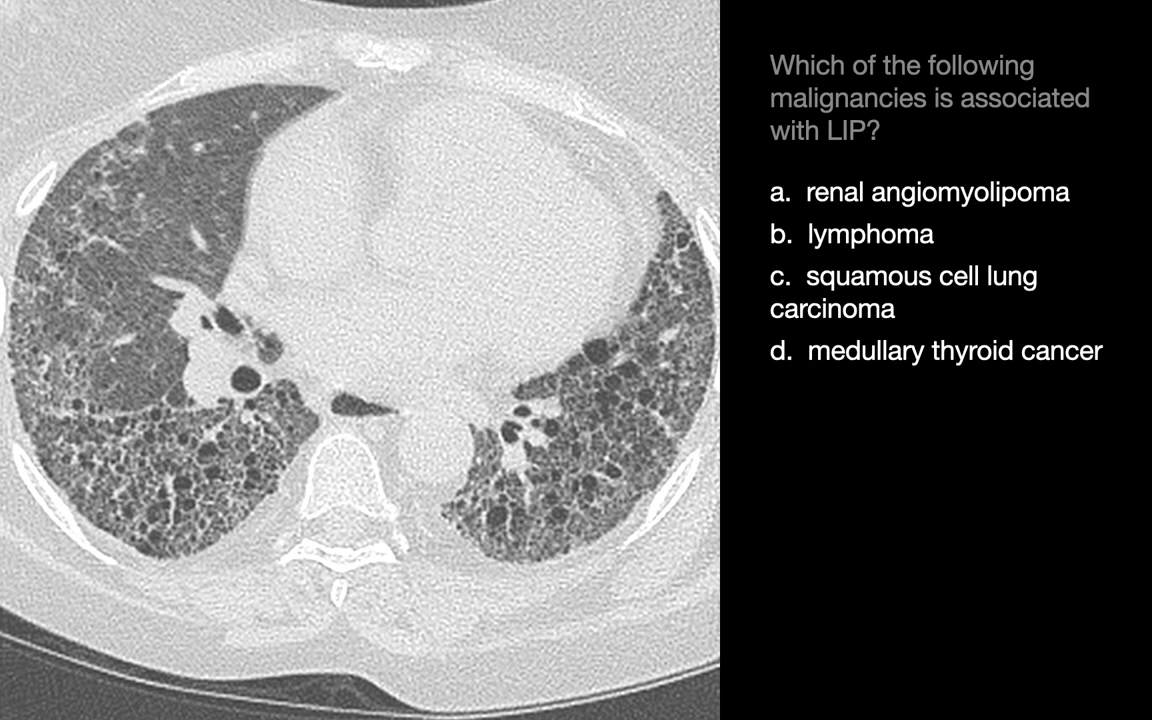 Which of the following
malignancies is associated
with LIP?
a. renal angiomyolipoma
b. lymphoma
c. squamous cell lung
carcinoma
d. medullary thyroid cancer